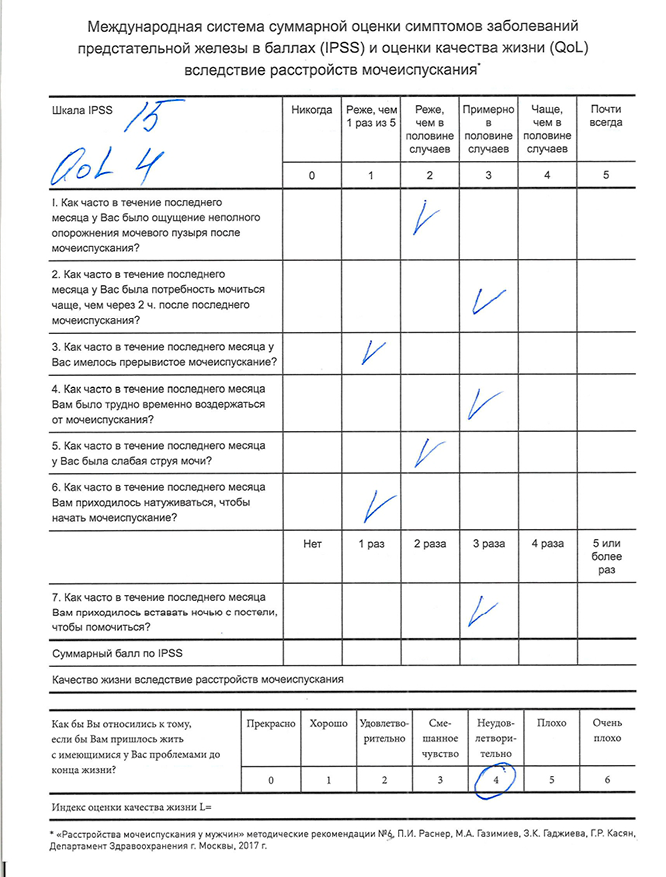 Международная система суммарной оценки симптомов заболеваний
предстательной железы в баллах (IPSS) и оценки качества жизни (QoL)
вследствие расстройств мочеиспускания*
Шкала IPSS 15
QoL 4
Никогда
Реже, чем
1 раз из 5
Реже,
чем в
половине
случаев
Примерно
в
половине
случаев
Чаще,
чем в
половине
случаев
Почти
всегда
0 1 2 3 4 5
I. Как часто в течение последнего
месяца у Вас было ощущение неполного
опорожнения мочевого пузыря после
мочеиспускания?
2. Как часто в течение последнего
месяца у Вас была потребность мочиться
чаще, чем через 2 ч. после последнего
мочеиспускания?
3. Как часто в течение последнего месяца у
Вас имелось прерывистое мочеиспускание?
4. Как часто в течение последнего месяца
Вам было трудно временно воздержаться
от мочеиспускания?
5. Как часто в течение последнего месяца
у Вас была слабая струя мочи?
6. Как часто в течение последнего месяца
Вам приходилось натуживаться, чтобы
начать мочеиспускание?
Нет
1 раз
2 раза
3 раза
4 раза
5 или
более
раз
7. Как часто в течение последнего месяца
Вам приходилось вставать ночью с постели,
чтобы помочиться?
Суммарный балл по IPSS
Качество жизни вследствие расстройств мочеиспускания
Как бы Вы относились к тому,
если бы Вам пришлось жить
с имеющимися у Вас проблемами до
конца жизни?
Прекрасно
Хорошо
Удовлетво-
рительно
Сме-
шанное
чувство
Неудов-
летвори-
тельно
Плохо
Очень
плохо
0 1 2 3 4 5 6
Индекс оценки качества жизни L=
* «Расстройства мочеиспускания у мужчин» методические рекомендации №6, П.И. Раснер, М.А. Газимиев, З.К. Гаджиева, Г.Р. Касян,
Департамент Здравоохранения г. Москвы, 2017 г.